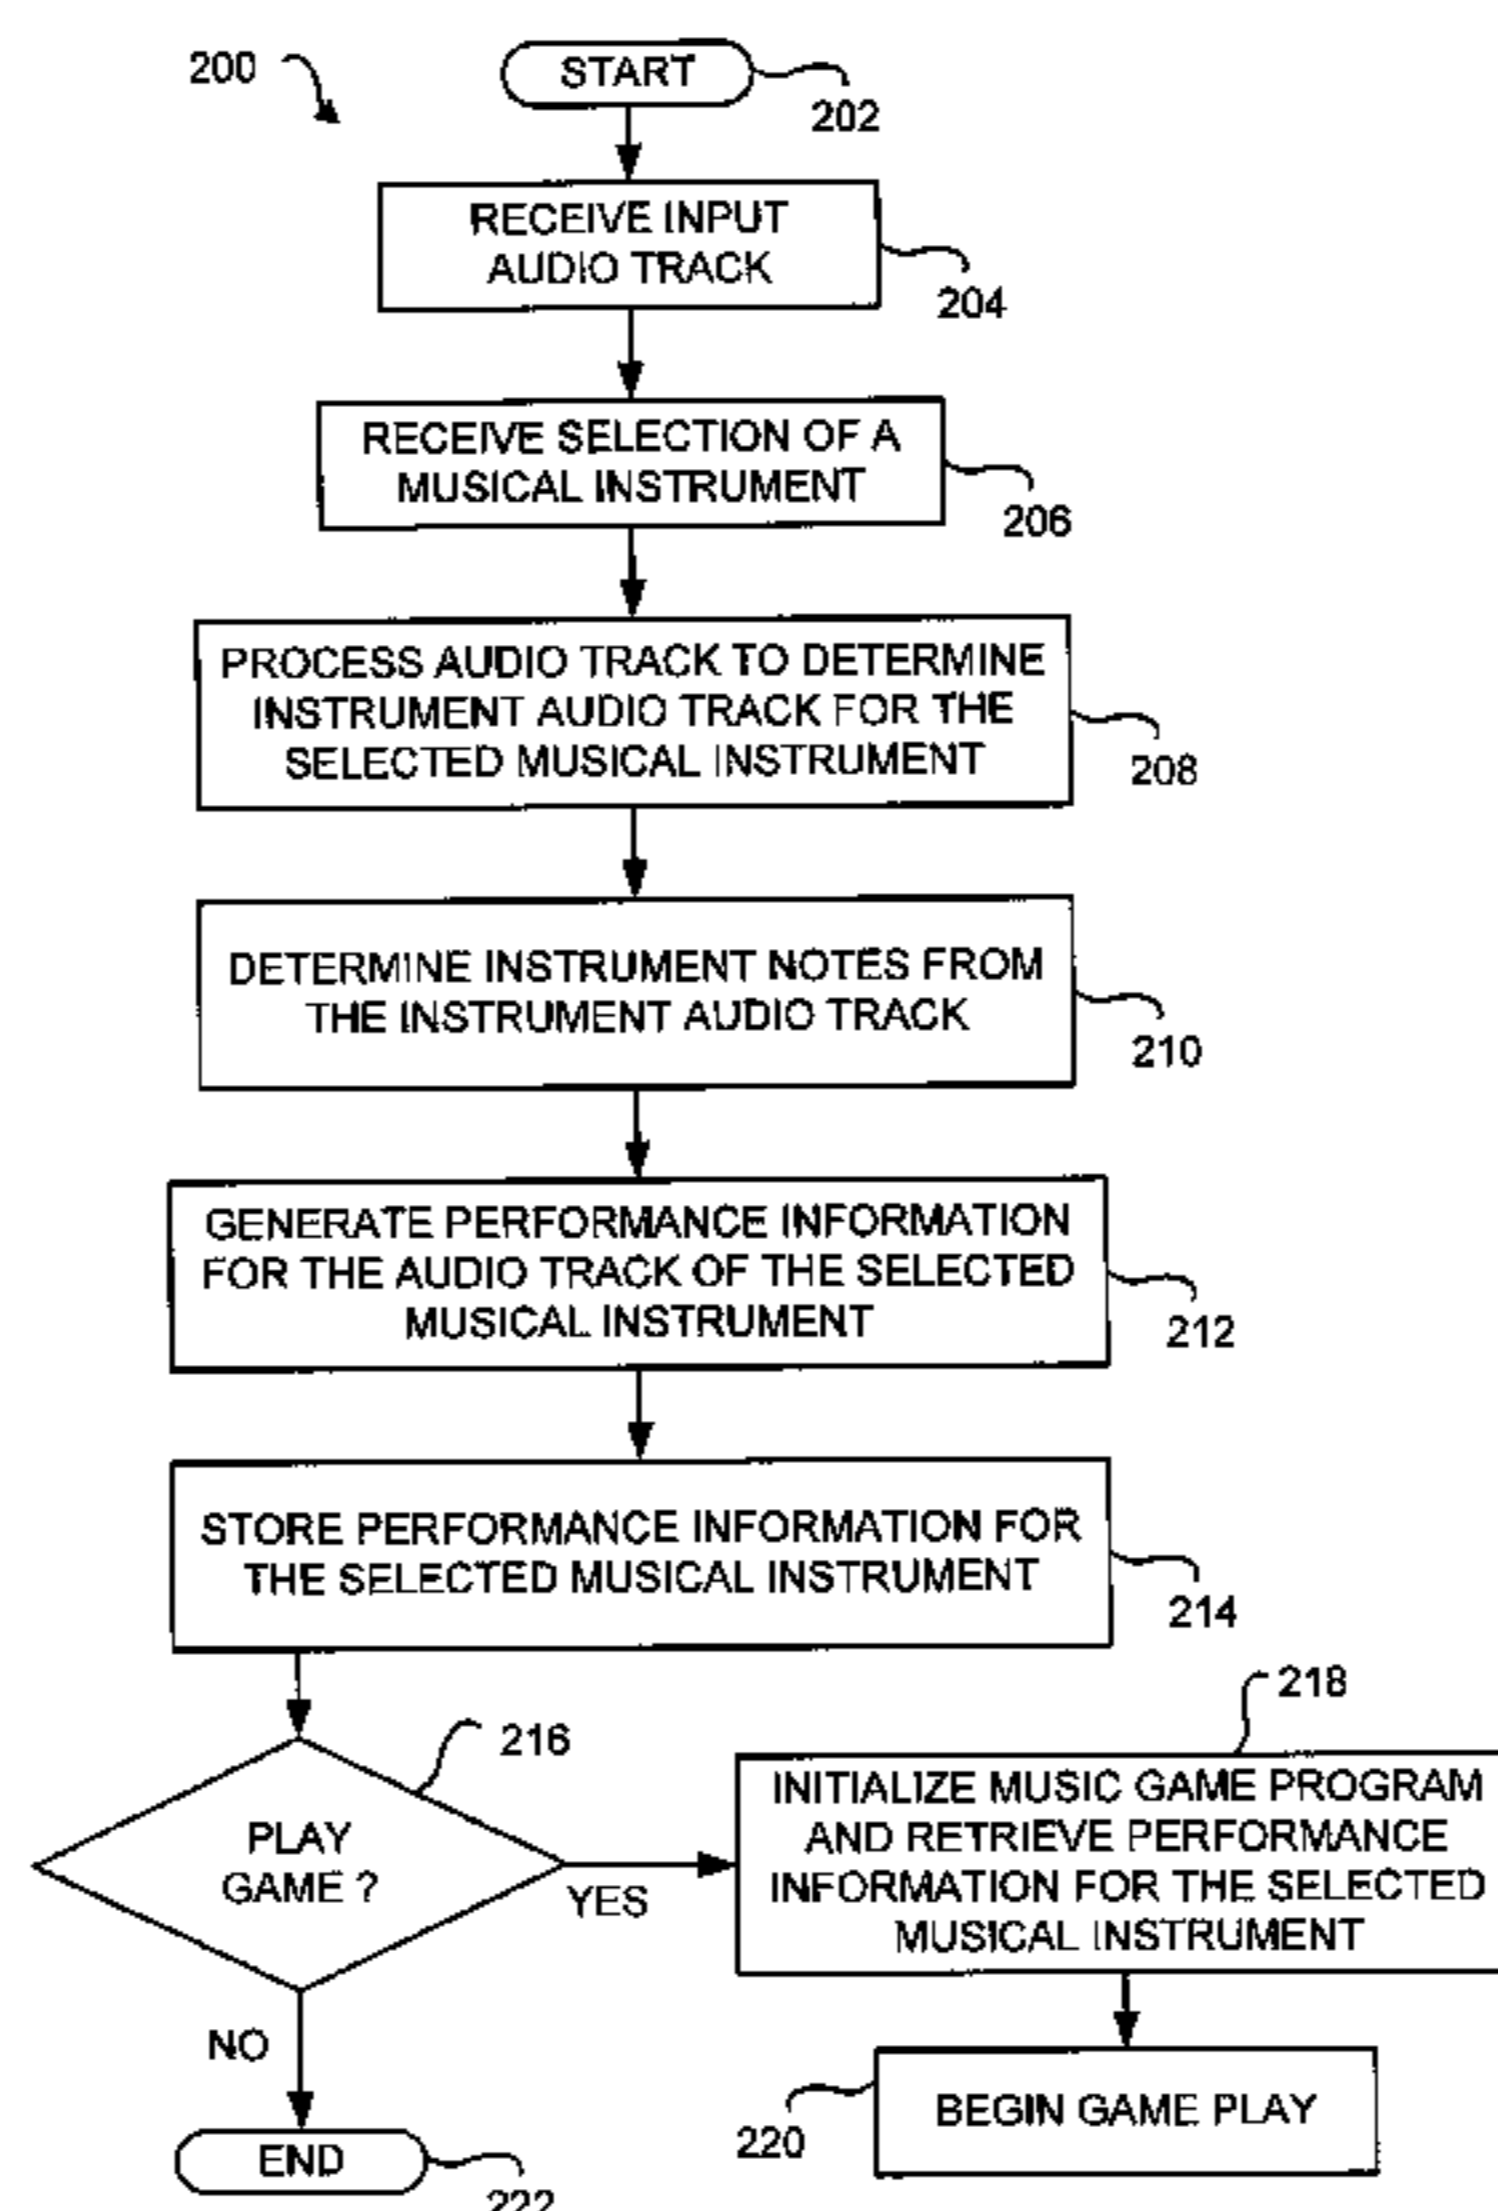 200
START
202
RECEIVE INPUT
AUDIO TRACK
204
RECEIVE SELECTION OF A
MUSICAL INSTRUMENT
206
PROCESS AUDIO TRACK TO DETERMINE
INSTRUMENT AUDIO TRACK FOR THE
SELECTED MUSICAL INSTRUMENT
208
DETERMINE INSTRUMENT NOTES FROM
THE INSTRUMENT AUDIO TRACK
210
GENERATE PERFORMANCE INFORMATION
FOR THE AUDIO TRACK OF THE SELECTED
MUSICAL INSTRUMENT
212
STORE PERFORMANCE INFORMATION FOR
THE SELECTED MUSICAL INSTRUMENT
214
216
PLAY
GAME ?
YES
NO
218
INITIALIZE MUSIC GAME PROGRAM
AND RETRIEVE PERFORMANCE
INFORMATION FOR THE SELECTED
MUSICAL INSTRUMENT
BEGIN GAME PLAY
220
END
222